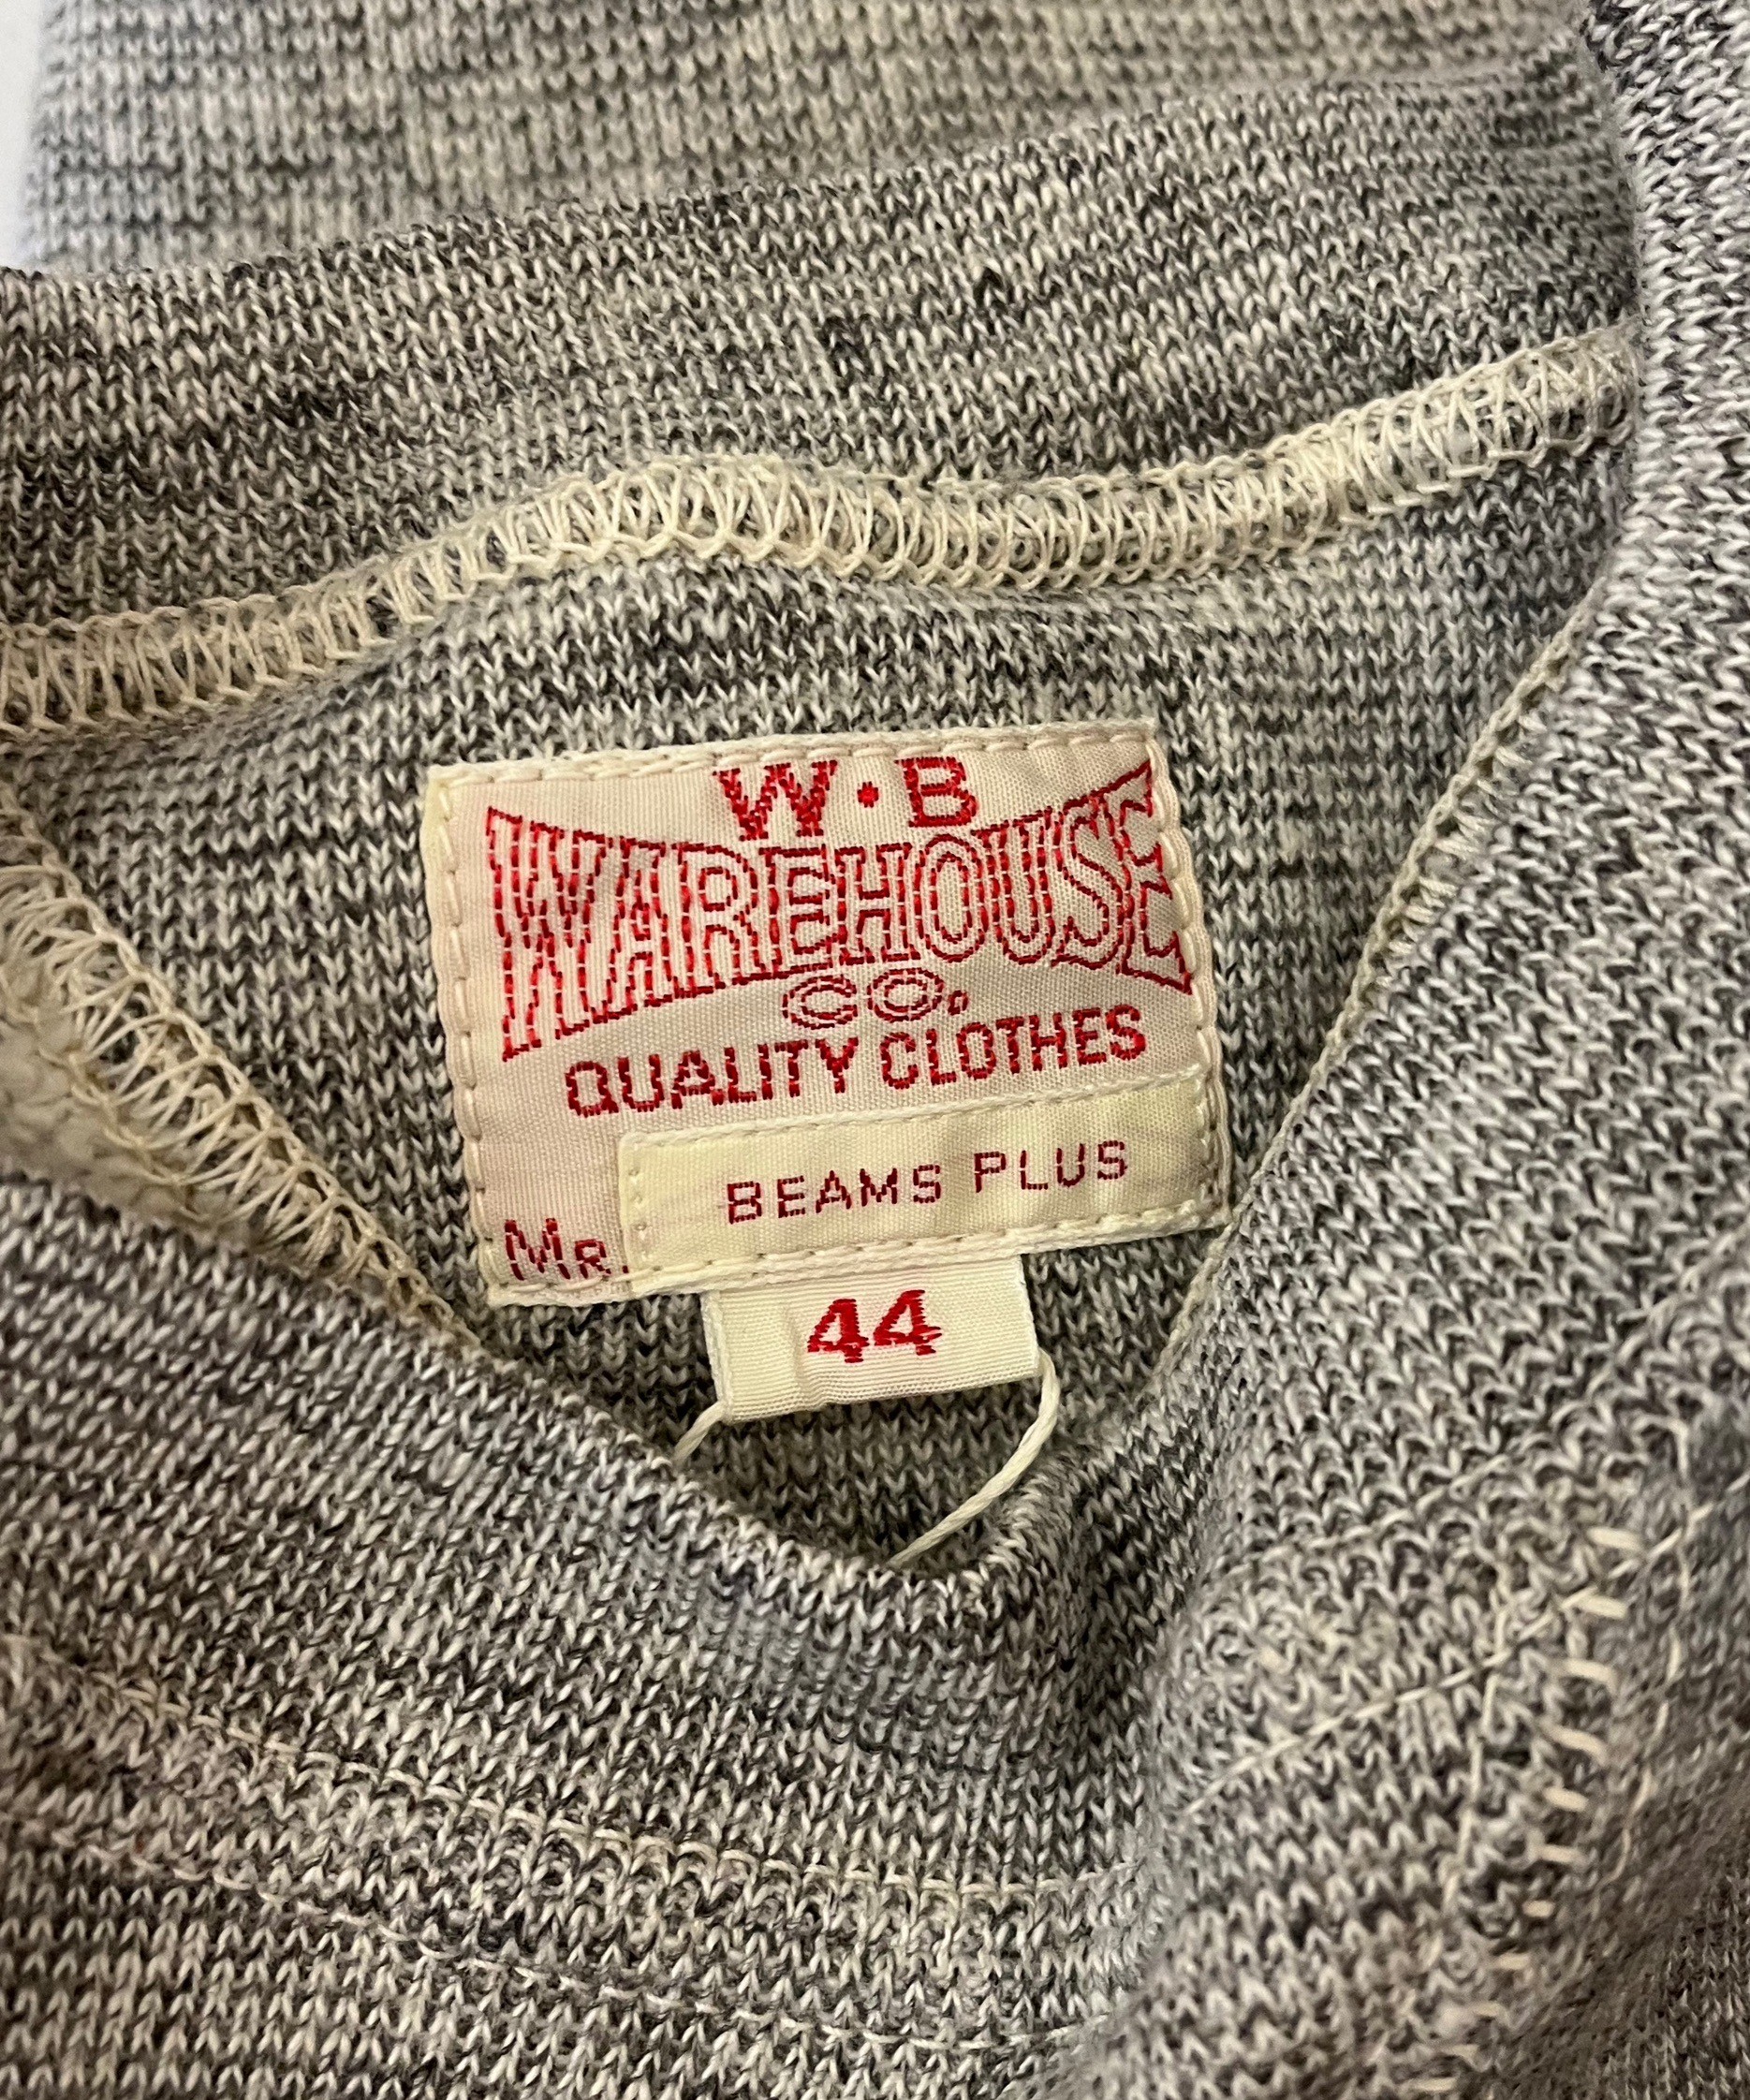 W·B
WAREHOUSE
CO.
QUALITY CLOTHES
BEAMS PLUS
MR.
44